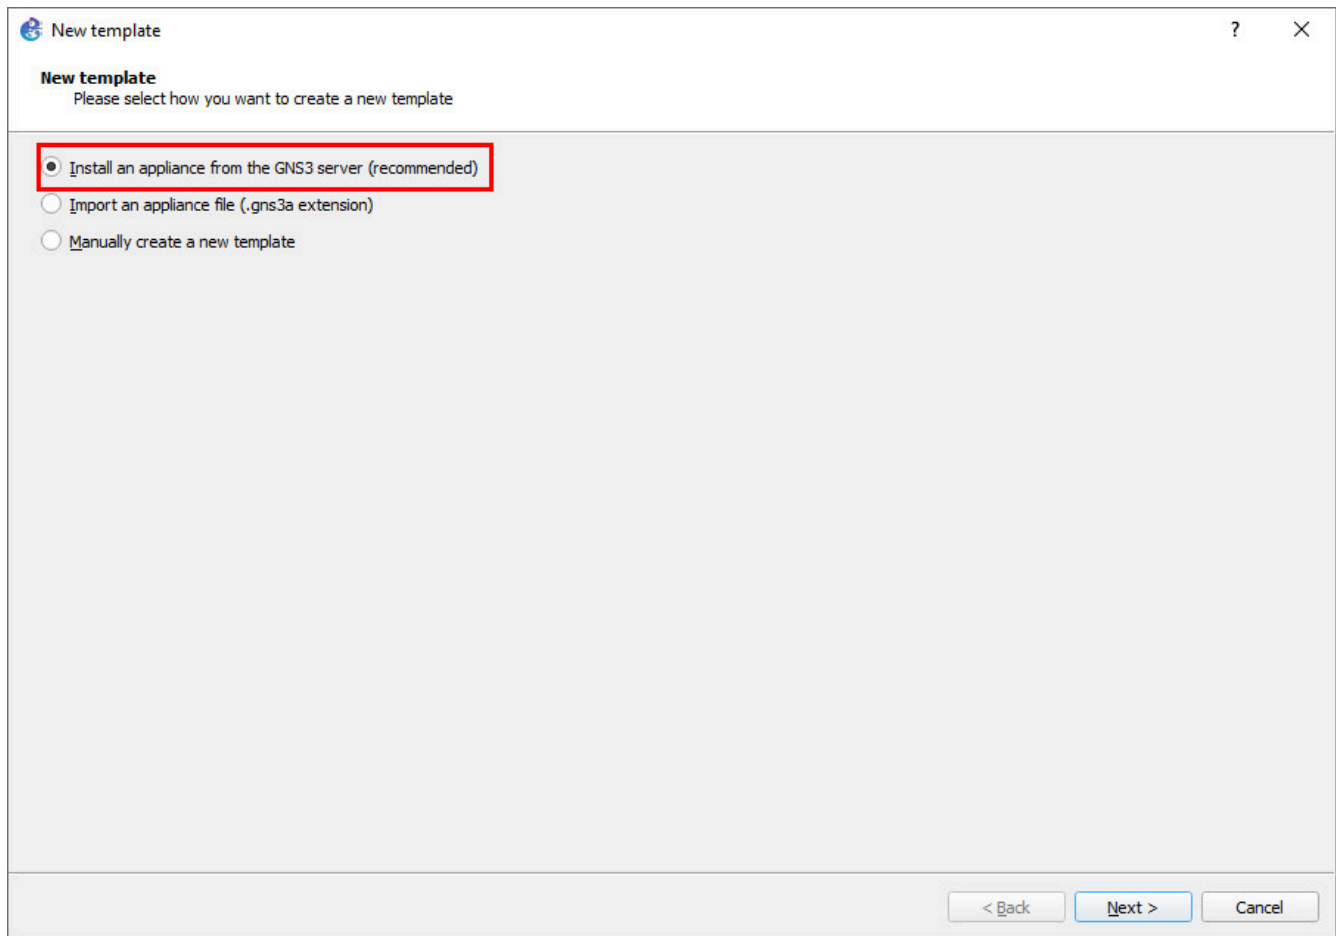 New template
?
New template
Please select how you want to create a new template
Install an appliance from the GNS3 server (recommended)
Import an appliance file (.gns3a extension)
Manually create a new template
< Back
Next >
Cancel